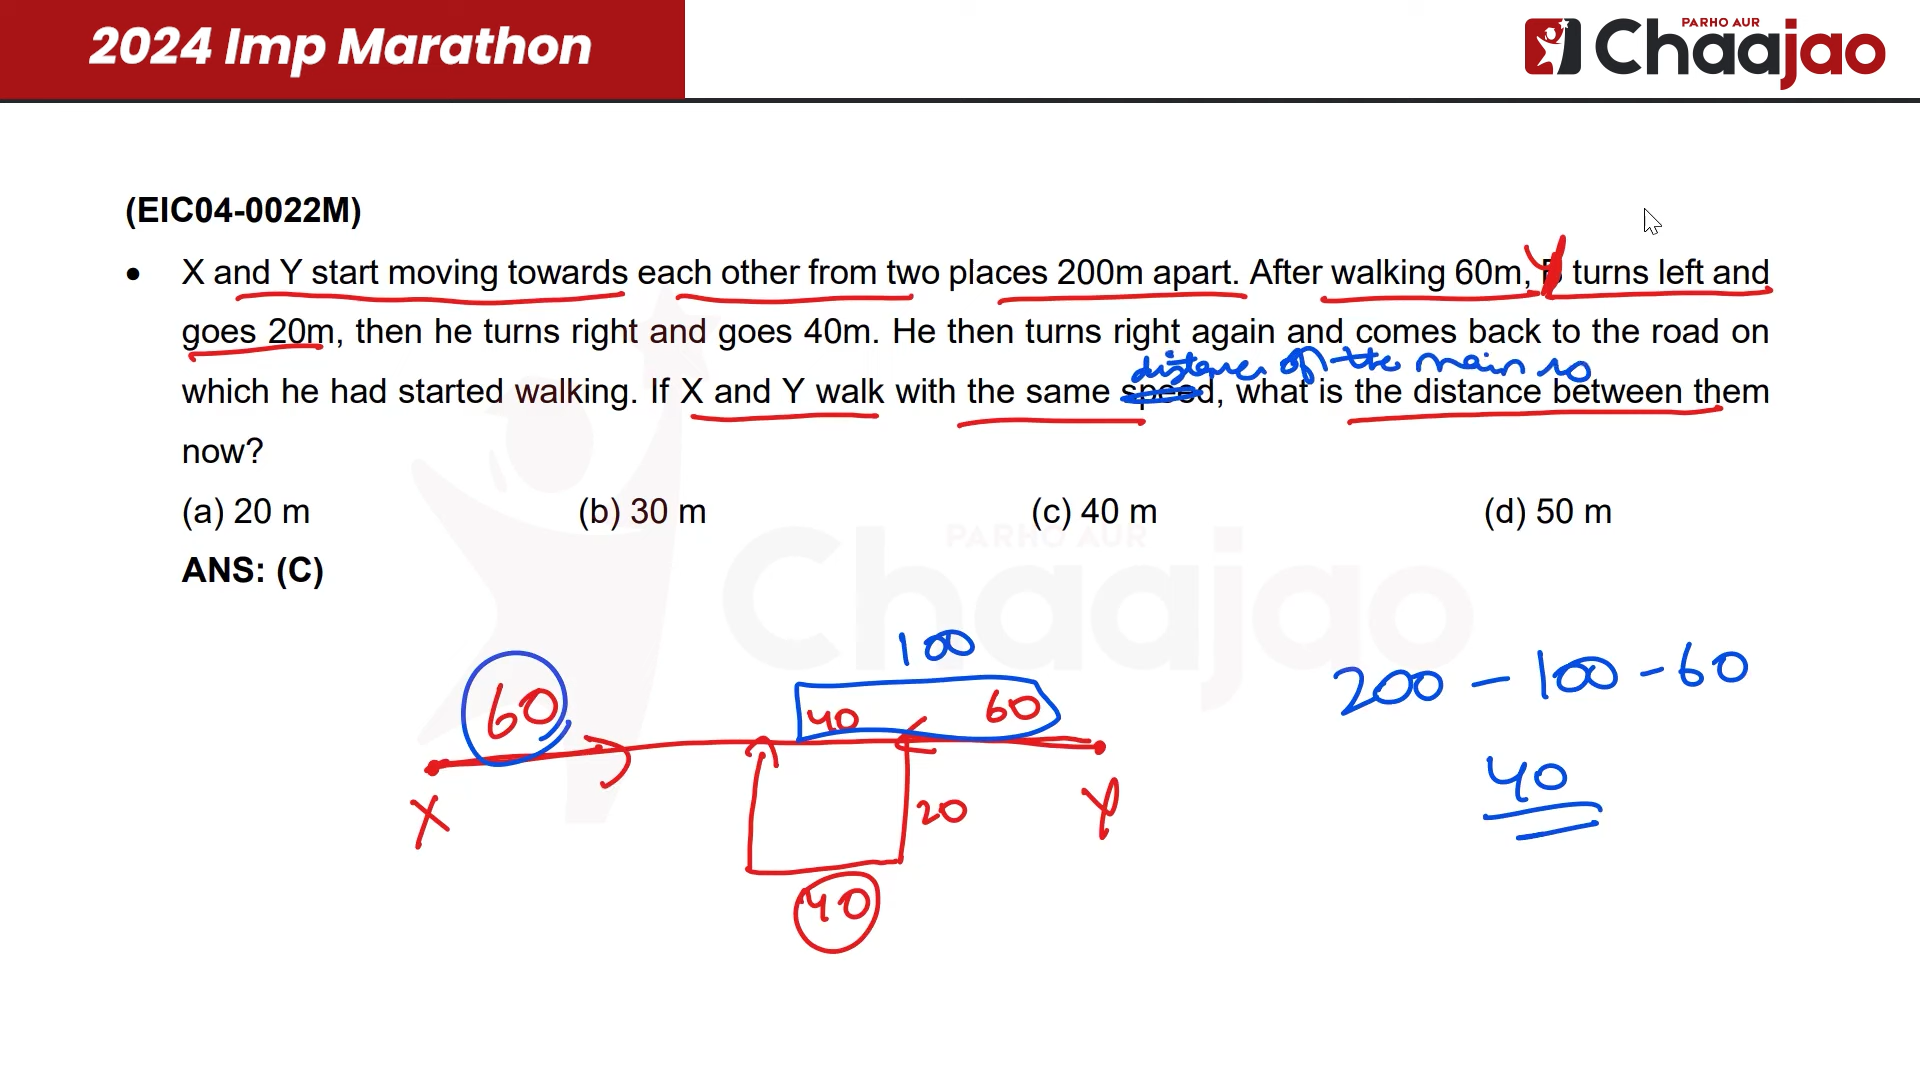 2024 Imp Marathon
PARHO AUR
Chaajao
(EIC04-0022M)
• X and Y start moving towards each other from two places 200m apart. After walking 60m, Y turns left and
goes 20m, then he turns right and goes 40m. He then turns right again and comes back to the road on
distance of the main ro
which he had started walking. If X and Y walk with the same speed, what is the distance between them
now?
(a) 20 m (b) 30 m (c) 40 m (d) 50 m
PARHO AUR
Chaajao
ANS: (C)
100
60 40 60 200 - 100 - 60
40
X 20 Y
40